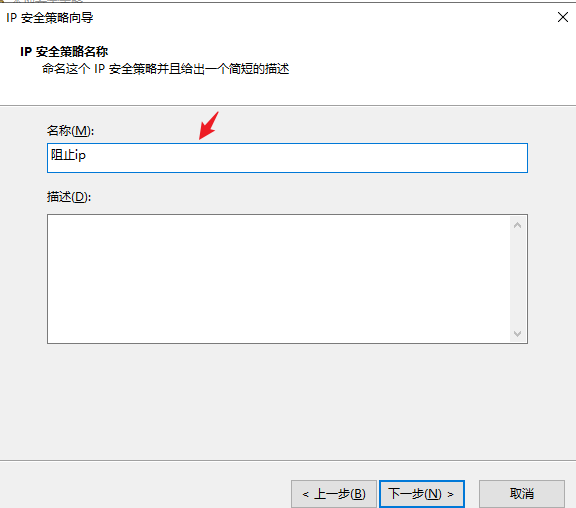 IP 安全策略向导
IP 安全策略名称
命名这个 IP 安全策略并且给出一个简短的描述
名称(M):
阻止ip
描述(D):
< 上一步(B)
下一步(N) >
取消